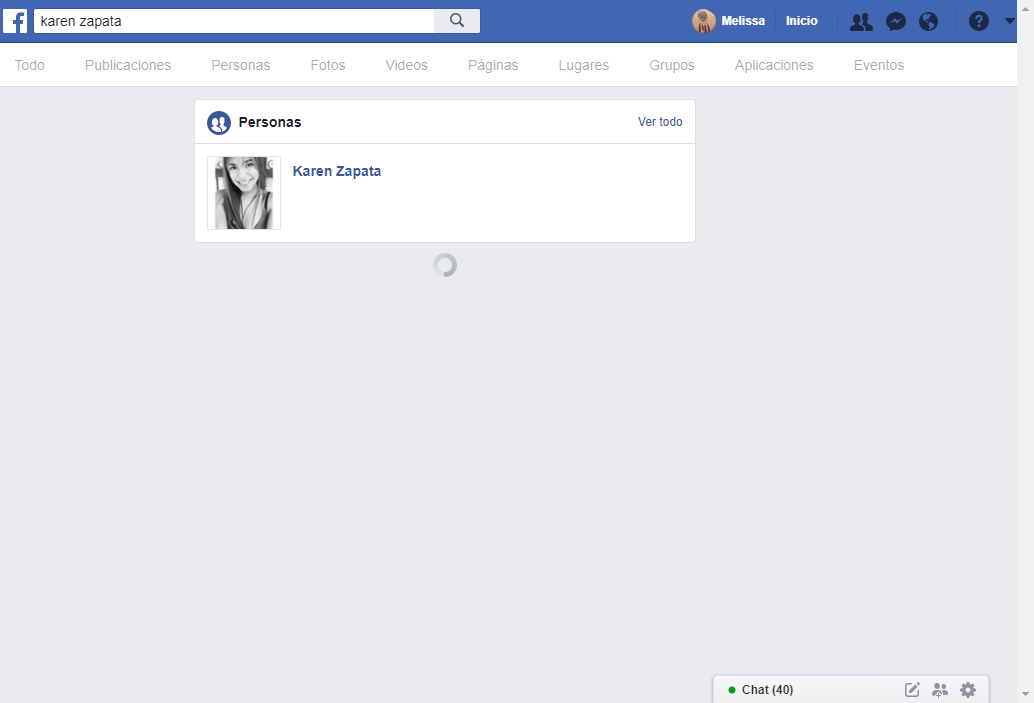 karen zapata
Melissa
Inicio
Todo
Publicaciones
Personas
Fotos
Videos
Páginas
Lugares
Grupos
Aplicaciones
Eventos
Personas
Ver todo
Karen Zapata
Chat (40)